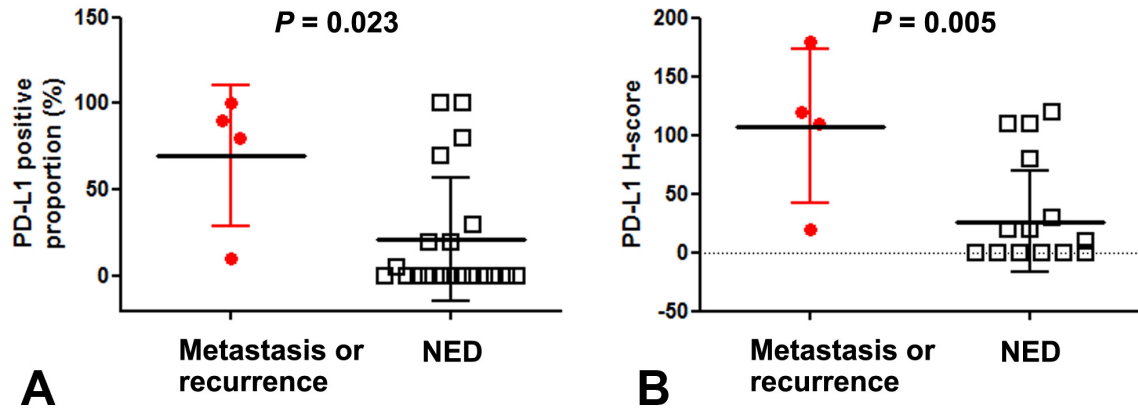 P = 0.023
PD-L1 positive
proportion (%)
150
100
50
0
Metastasis or
recurrence
NED
A
P = 0.005
PD-L1 H-score
200
150
100
50
0
-50
Metastasis or
recurrence
NED
B